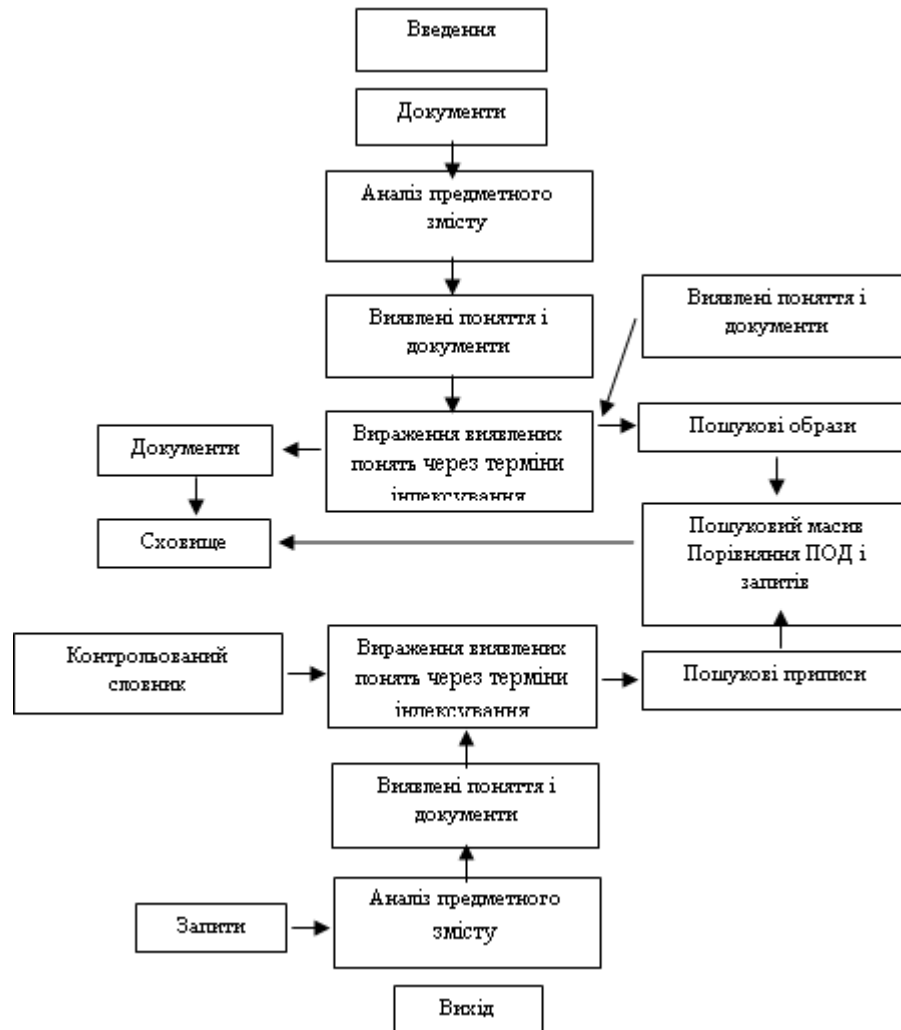 Введення
Документи
Аналіз предметного
змісту
Виявлені поняття і
документи
Виявлені поняття і
документи
Вираження виявлених
понять через терміни
індексування
Пошукові образи
Документи
Сховище
Пошуковий масив
Порівняння ПОД і
запитів
Контрольований
словник
Вираження виявлених
понять через терміни
індексування
Пошукові приписи
Виявлені поняття і
документи
Запити
Аналіз предметного
змісту
Вихід